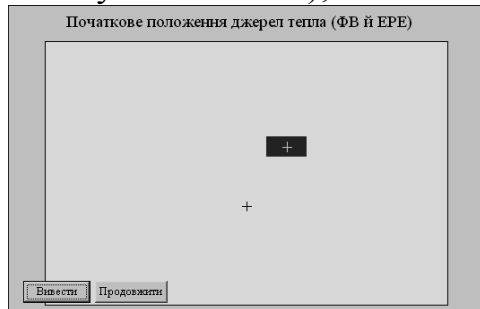 Початкове положення джерел тепла (ФВ й ЕРЕ)
Вивести Продовжити